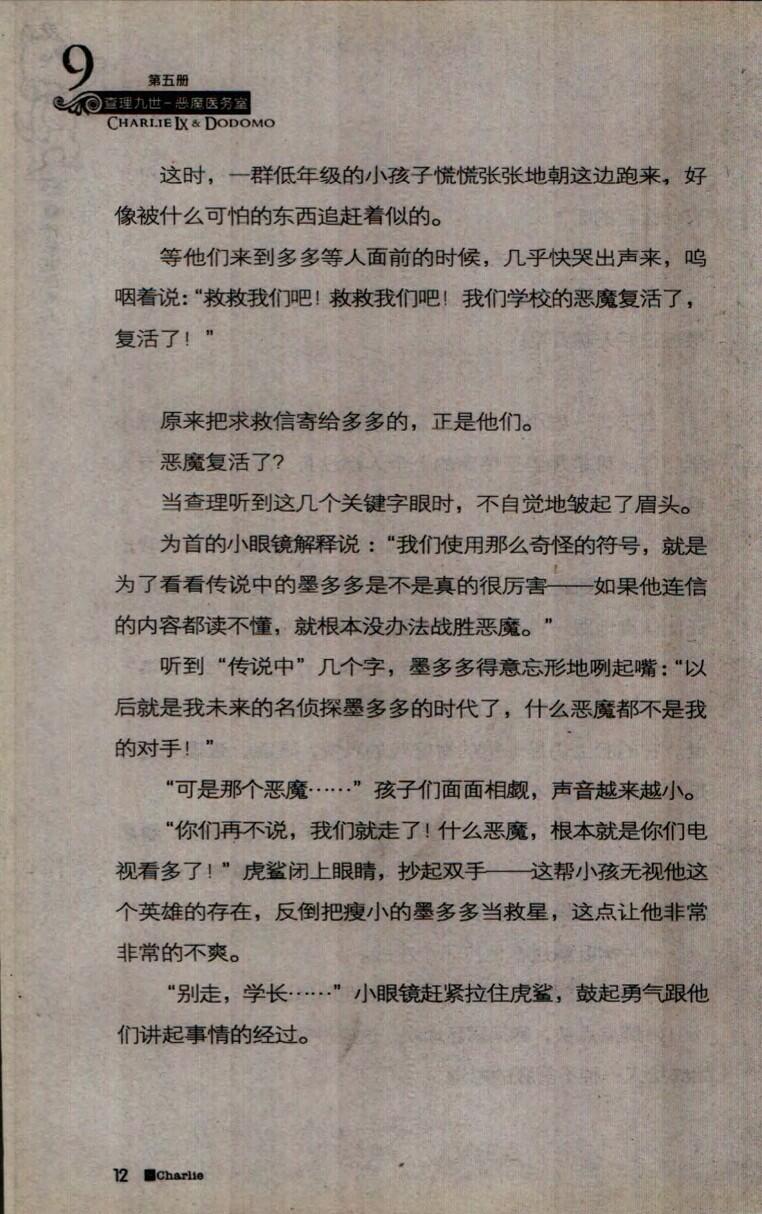 9
第五册
查理九世-恶魔医务室
CHARLIE IX & DODOMO
这时，一群低年级的小孩子慌慌张张地朝这边跑来，好
像被什么可怕的东西追赶着似的。
等他们来到多多等人面前的时候，几乎快哭出声来，呜
咽着说：“救救我们吧！救救我们吧！我们学校的恶魔复活了，
复活了！”
原来把求救信寄给多多的，正是他们。
恶魔复活了？
当查理听到这几个关键字眼时，不自觉地皱起了眉头。
为首的小眼镜解释说：“我们使用那么奇怪的符号，就是
为了看看传说中的墨多多是不是真的很厉害——如果他连信
的内容都读不懂，就根本没办法战胜恶魔。”
听到“传说中”几个字，墨多多得意忘形地咧起嘴：“以
后就是我未来的名侦探墨多多的时代了，什么恶魔都不是我
的对手！”
“可是那个恶魔……”孩子们面面相觑，声音越来越小。
“你们再不说，我们就走了！什么恶魔，根本就是你们电
视看多了！”虎鲨闭上眼睛，抄起双手——这帮小孩无视他这
个英雄的存在，反倒把瘦小的墨多多当救星，这点让他非常
非常的不爽。
“别走，学长……”小眼镜赶紧拉住虎鲨，鼓起勇气跟他
们讲起事情的经过。
12 ■Charlie